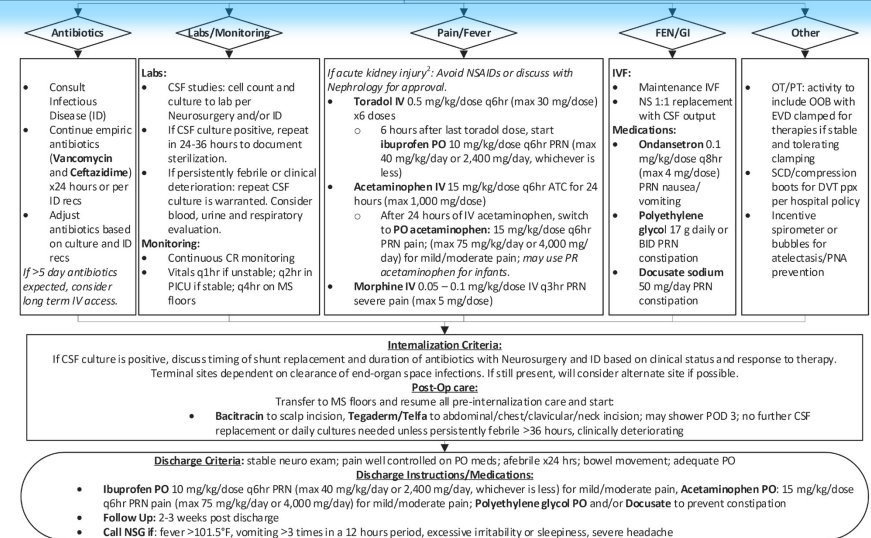 Antibiotics
Labs/Monitoring
Pain/Fever
FEN/GI
Other
• Consult
Infectious
Disease (ID)
• Continue empiric
antibiotics
(Vancomycin
and Ceftazidime)
x24 hours or per
ID recs
• Adjust
antibiotics based
on culture and ID
recs
If >5 day antibiotics
expected, consider
long term IV access.
Labs:
• CSF studies: cell count and
culture to lab per
Neurosurgery and/or ID
• If CSF culture positive, repeat
in 24-36 hours to document
sterilization.
• If persistently febrile or clinical
deterioration: repeat CSF
culture is warranted. Consider
blood, urine and respiratory
evaluation.
Monitoring:
• Continuous CR monitoring
• Vitals q1hr if unstable; q2hr in
PICU if stable; q4hr on MS
floors
If acute kidney injury2: Avoid NSAIDs or discuss with
Nephrology for approval.
• Toradol IV 0.5 mg/kg/dose q6hr (max 30 mg/dose)
x6 doses
o 6 hours after last toradol dose, start
ibuprofen PO 10 mg/kg/dose q6hr PRN (max
40 mg/kg/day or 2,400 mg/day, whichever is
less)
• Acetaminophen IV 15 mg/kg/dose q6hr ATC for 24
hours (max 1,000 mg/dose)
o After 24 hours of IV acetaminophen, switch
to PO acetaminophen: 15 mg/kg/dose q6hr
PRN pain; (max 75 mg/kg/day or 4,000 mg/
day) for mild/moderate pain; may use PR
acetaminophen for infants.
• Morphine IV 0.05 – 0.1 mg/kg/dose IV q3hr PRN
severe pain (max 5 mg/dose)
IVF:
• Maintenance IVF
• NS 1:1 replacement
with CSF output
Medications:
• Ondansetron 0.1
mg/kg/dose q8hr
(max 4 mg/dose)
PRN nausea/
vomiting
• Polyethylene
glycol 17 g daily or
BID PRN
constipation
• Docusate sodium
50 mg/day PRN
constipation
• OT/PT: activity to
include OOB with
EVD clamped for
therapies if stable
and tolerating
clamping
• SCD/compression
boots for DVT ppx
per hospital policy
• Incentive
spirometer or
bubbles for
atelectasis/PNA
prevention
Internalization Criteria:
If CSF culture is positive, discuss timing of shunt replacement and duration of antibiotics with Neurosurgery and ID based on clinical status and response to therapy.
Terminal sites dependent on clearance of end-organ space infections. If still present, will consider alternate site if possible.
Post-Op care:
Transfer to MS floors and resume all pre-internalization care and start:
• Bacitracin to scalp incision, Tegaderm/Telfa to abdominal/chest/clavicular/neck incision; may shower POD 3; no further CSF
replacement or daily cultures needed unless persistently febrile >36 hours, clinically deteriorating
Discharge Criteria: stable neuro exam; pain well controlled on PO meds; afebrile x24 hrs; bowel movement; adequate PO
Discharge Instructions/Medications:
• Ibuprofen PO 10 mg/kg/dose q6hr PRN (max 40 mg/kg/day or 2,400 mg/day, whichever is less) for mild/moderate pain, Acetaminophen PO: 15 mg/kg/dose
q6hr PRN pain (max 75 mg/kg/day or 4,000 mg/day) for mild/moderate pain; Polyethylene glycol PO and/or Docusate to prevent constipation
• Follow Up: 2-3 weeks post discharge
• Call NSG if: fever >101.5°F, vomiting >3 times in a 12 hours period, excessive irritability or sleepiness, severe headache